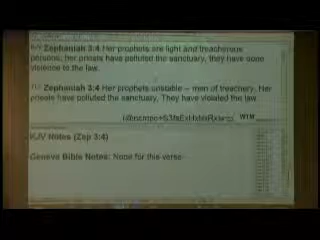 KJV Zephaniah 3:4 Her prophets are light and treacherous
persons: her priests have polluted the sanctuary, they have done
violence to the law.
Zephaniah 3:4 Her prophets unstable -- men of treachery, Her
priests have polluted the sanctuary, They have violated the law.
WTM
KJV Notes (Zep 3:4)
Geneva Bible Notes: None for this verse